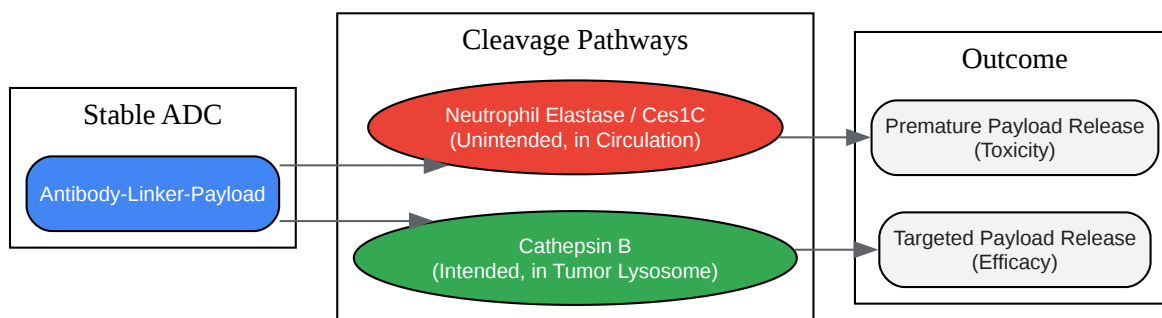 Stable ADC
Antibody-Linker-Payload
Cleavage Pathways
Neutrophil Elastase / Ces1C
(Unintended, in Circulation)
Cathepsin B
(Intended, in Tumor Lysosome)
Outcome
Premature Payload Release
(Toxicity)
Targeted Payload Release
(Efficacy)